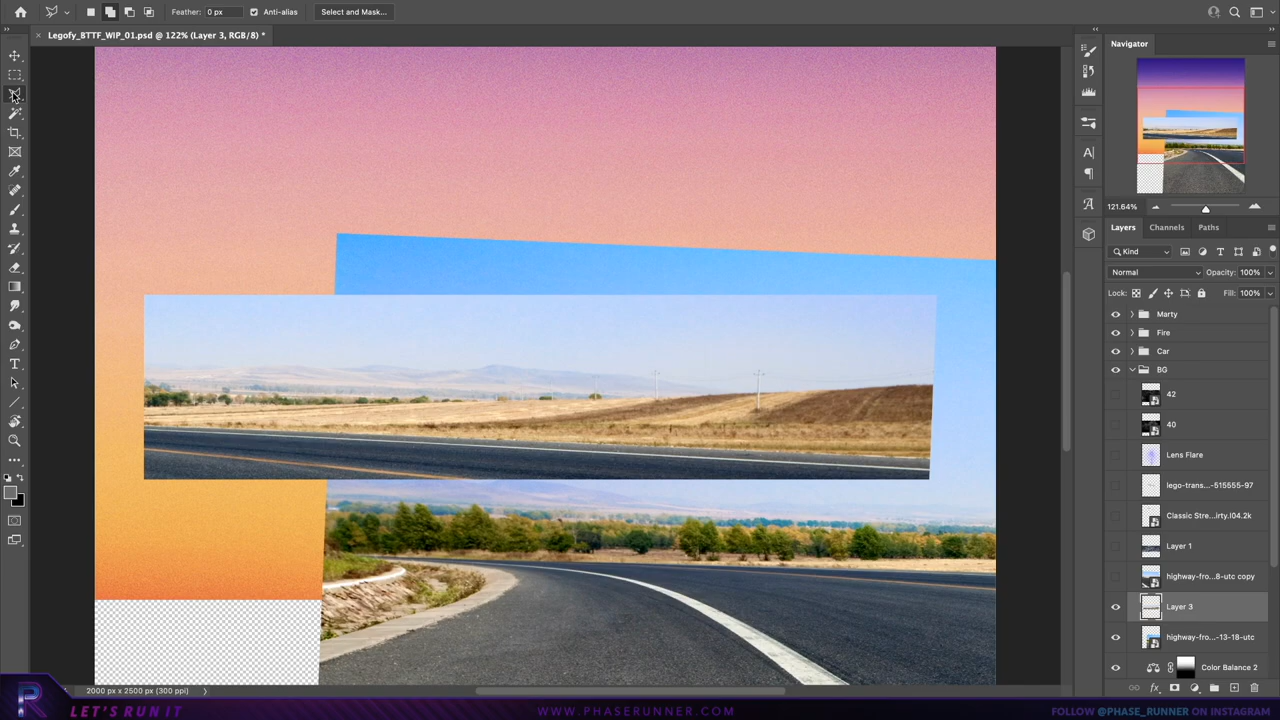 Feather: 0 px Anti-alias Select and Mask...
Legofy_BTTF_WIP_01.psd @ 122% (Layer 3, RGB/8) *
Navigator
121.64%
Layers Channels Paths
Kind
Normal Opacity: 100%
Lock: Fill: 100%
Marty
Fire
Car
BG
42
40
Lens Flare
lego-trans...-515555-97
Classic Stre...irty.I04.2k
Layer 1
highway-fro...8-utc copy
Layer 3
highway-fro...-13-18-utc
Color Balance 2
2000 px x 2500 px (300 ppi)
LET'S RUN IT
WWW.PHASERUNNER.COM
FOLLOW @PHASE_RUNNER ON INSTAGRAM